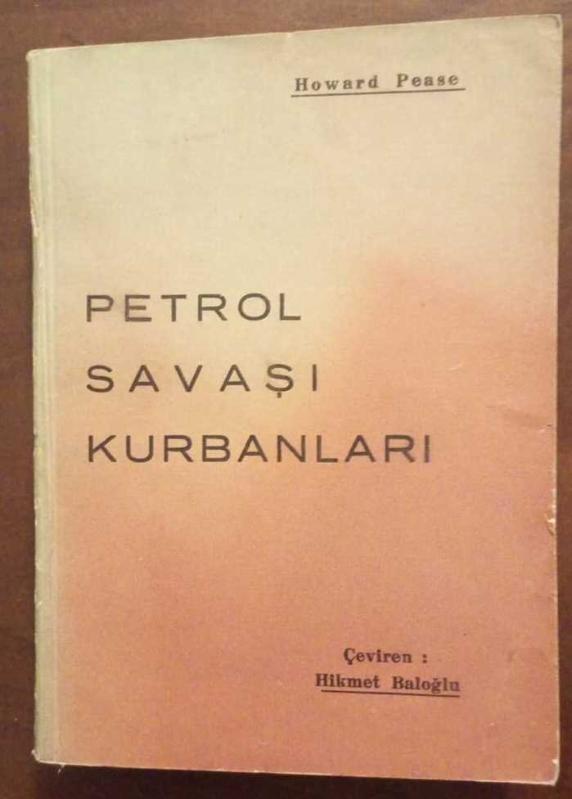 Howard Pease
PETROL
SAVAŞI
KURBANLARI
Çeviren :
Hikmet Baloğlu